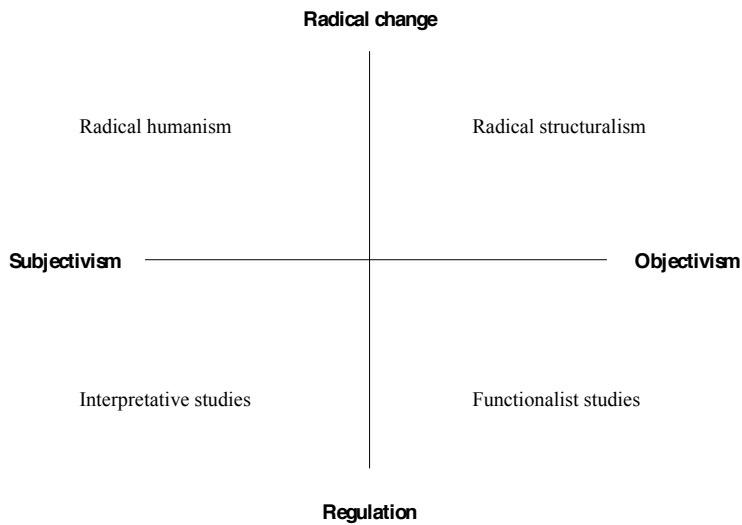 Radical change
Radical humanism
Radical structuralism
Subjectivism
Objectivism
Interpretative studies
Functionalist studies
Regulation